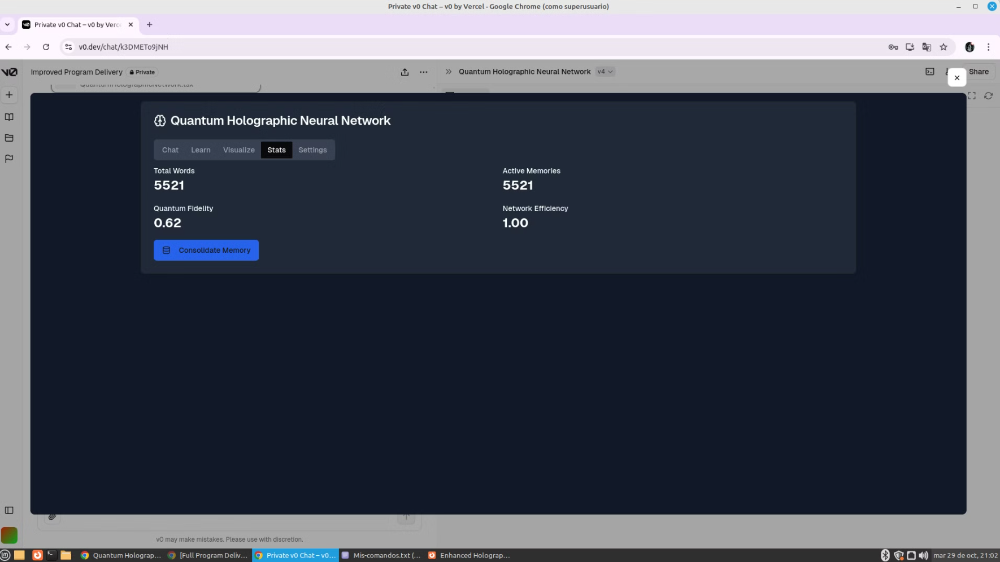 Private v0 Chat – v0 by Vercel - Google Chrome (como superusuario)
Private v0 Chat – v0 by Verce
v0.dev/chat/k3DMETo9jNH
v0
Improved Program Delivery
Private
Quantum Holographic Neural Network
v4
Share
QuantumHolographicNetwork.tsx
Quantum Holographic Neural Network
Chat
Learn
Visualize
Stats
Settings
Total Words
5521
Active Memories
5521
Quantum Fidelity
0.62
Network Efficiency
1.00
Consolidate Memory
v0 may make mistakes. Please use with discretion.
Quantum Holograp...
[Full Program Deliv...
Private v0 Chat – v0...
Mis-comandos.txt (...
Enhanced Holograp...
mar 29 de oct, 21:02